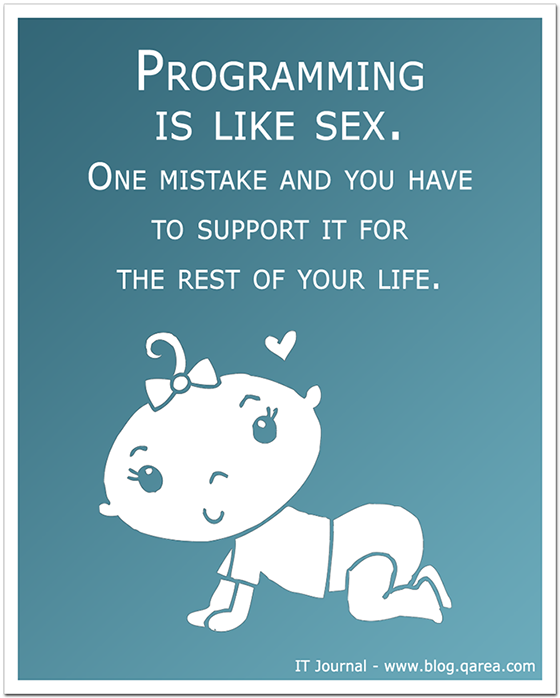 Programming
is like sex.
One mistake and you have
to support it for
the rest of your life.
IT Journal - www.blog.qarea.com